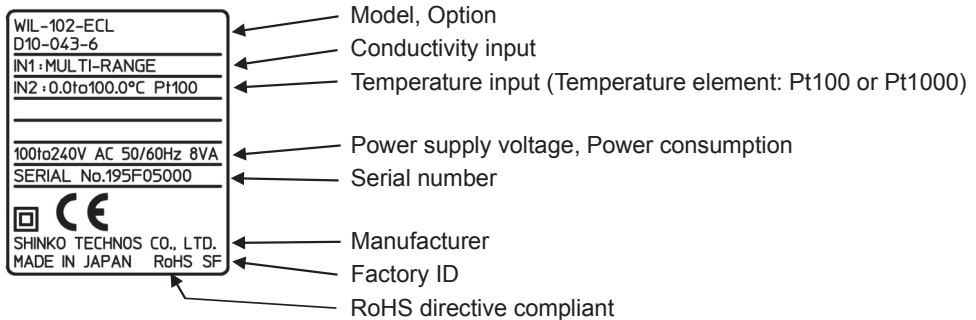 WIL-102-ECL
D10-043-6
IN1:MULTI-RANGE
IN2:0.0to100.0°C Pt100
100to240V AC 50/60Hz 8VA
SERIAL No.195F05000
CE
SHINKO TECHNOS CO., LTD.
MADE IN JAPAN RoHS SF
Model, Option
Conductivity input
Temperature input (Temperature element: Pt100 or Pt1000)
Power supply voltage, Power consumption
Serial number
Manufacturer
Factory ID
RoHS directive compliant